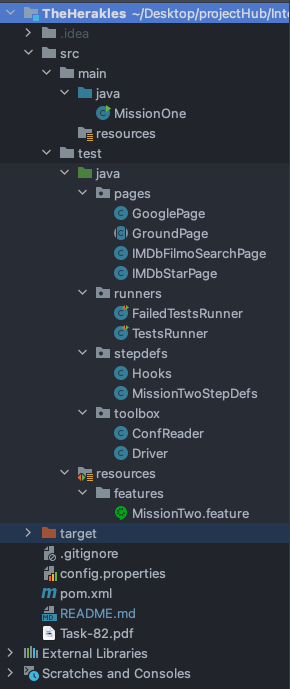 TheHerakles ~/Desktop/projectHub/Inte
.idea
src
main
java
MissionOne
resources
test
java
pages
GooglePage
GroundPage
IMDbFilmoSearchPage
IMDbStarPage
runners
FailedTestsRunner
TestsRunner
stepdefs
Hooks
MissionTwoStepDefs
toolbox
ConfReader
Driver
resources
features
MissionTwo.feature
target
.gitignore
config.properties
pom.xml
README.md
Task-82.pdf
External Libraries
Scratches and Consoles